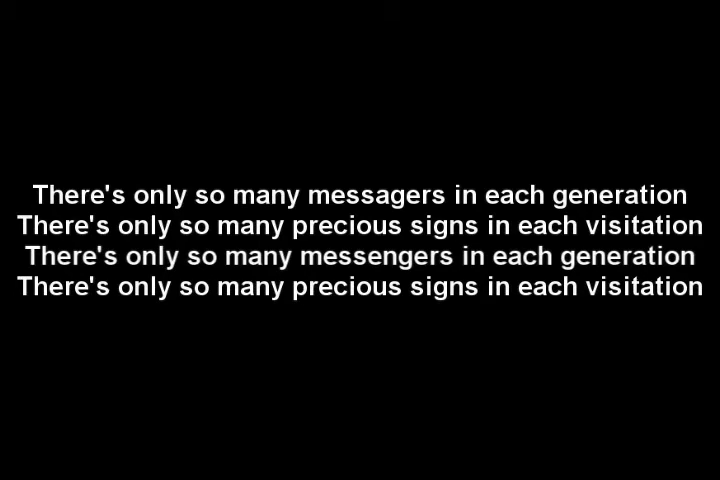 There's only so many messagers in each generation
There's only so many precious signs in each visitation
There's only so many messengers in each generation
There's only so many precious signs in each visitation